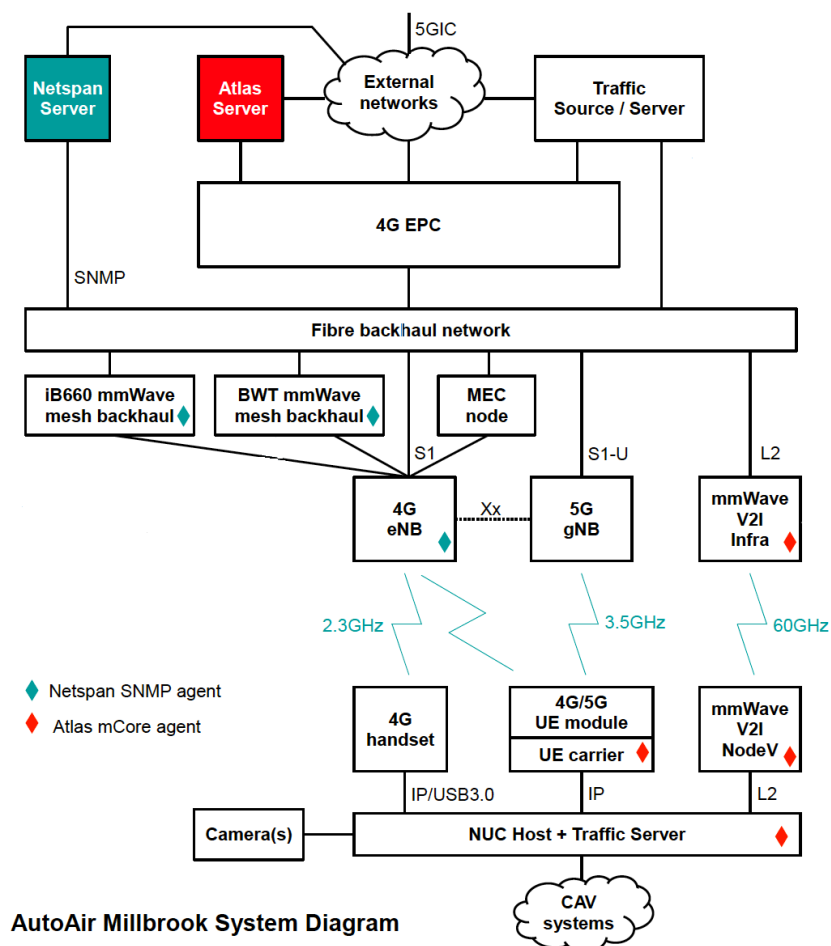 5GIC
Netspan
Server
Atlas
Server
External
networks
Traffic
Source / Server
4G EPC
SNMP
Fibre backhaul network
iB660 mmWave
mesh backhaul
BWT mmWave
mesh backhaul
MEC
node
S1
S1-U
L2
4G
eNB
Xx
5G
gNB
mmWave
V2I
Infra
2.3GHz
3.5GHz
60GHz
Netspan SNMP agent
Atlas mCore agent
4G
handset
4G/5G
UE module
UE carrier
mmWave
V2I
NodeV
IP/USB3.0
IP
L2
Camera(s)
NUC Host + Traffic Server
CAV
systems
AutoAir Millbrook System Diagram